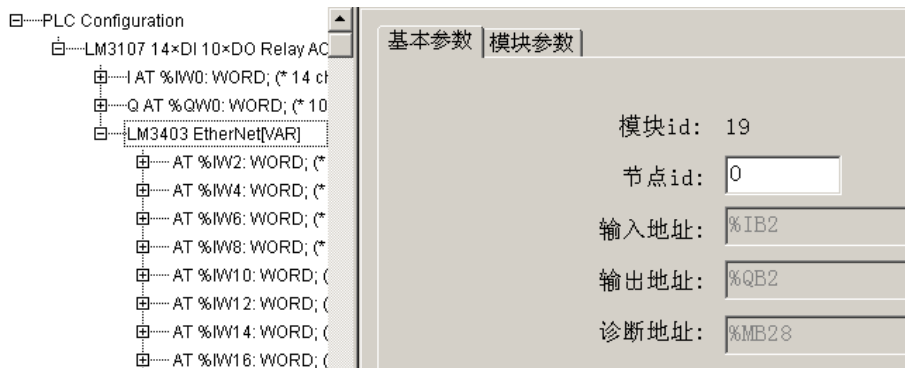 PLC Configuration
LM3107 14×DI 10×DO Relay AC
I AT %IW0: WORD; (* 14 ch
Q AT %QW0: WORD; (* 10
LM3403 EtherNet[VAR]
AT %IW2: WORD; (*
AT %IW4: WORD; (*
AT %IW6: WORD; (*
AT %IW8: WORD; (*
AT %IW10: WORD; (
AT %IW12: WORD; (
AT %IW14: WORD; (
AT %IW16: WORD; (
基本参数 模块参数
模块id: 19
节点id: 0
输入地址: %IB2
输出地址: %QB2
诊断地址: %MB28